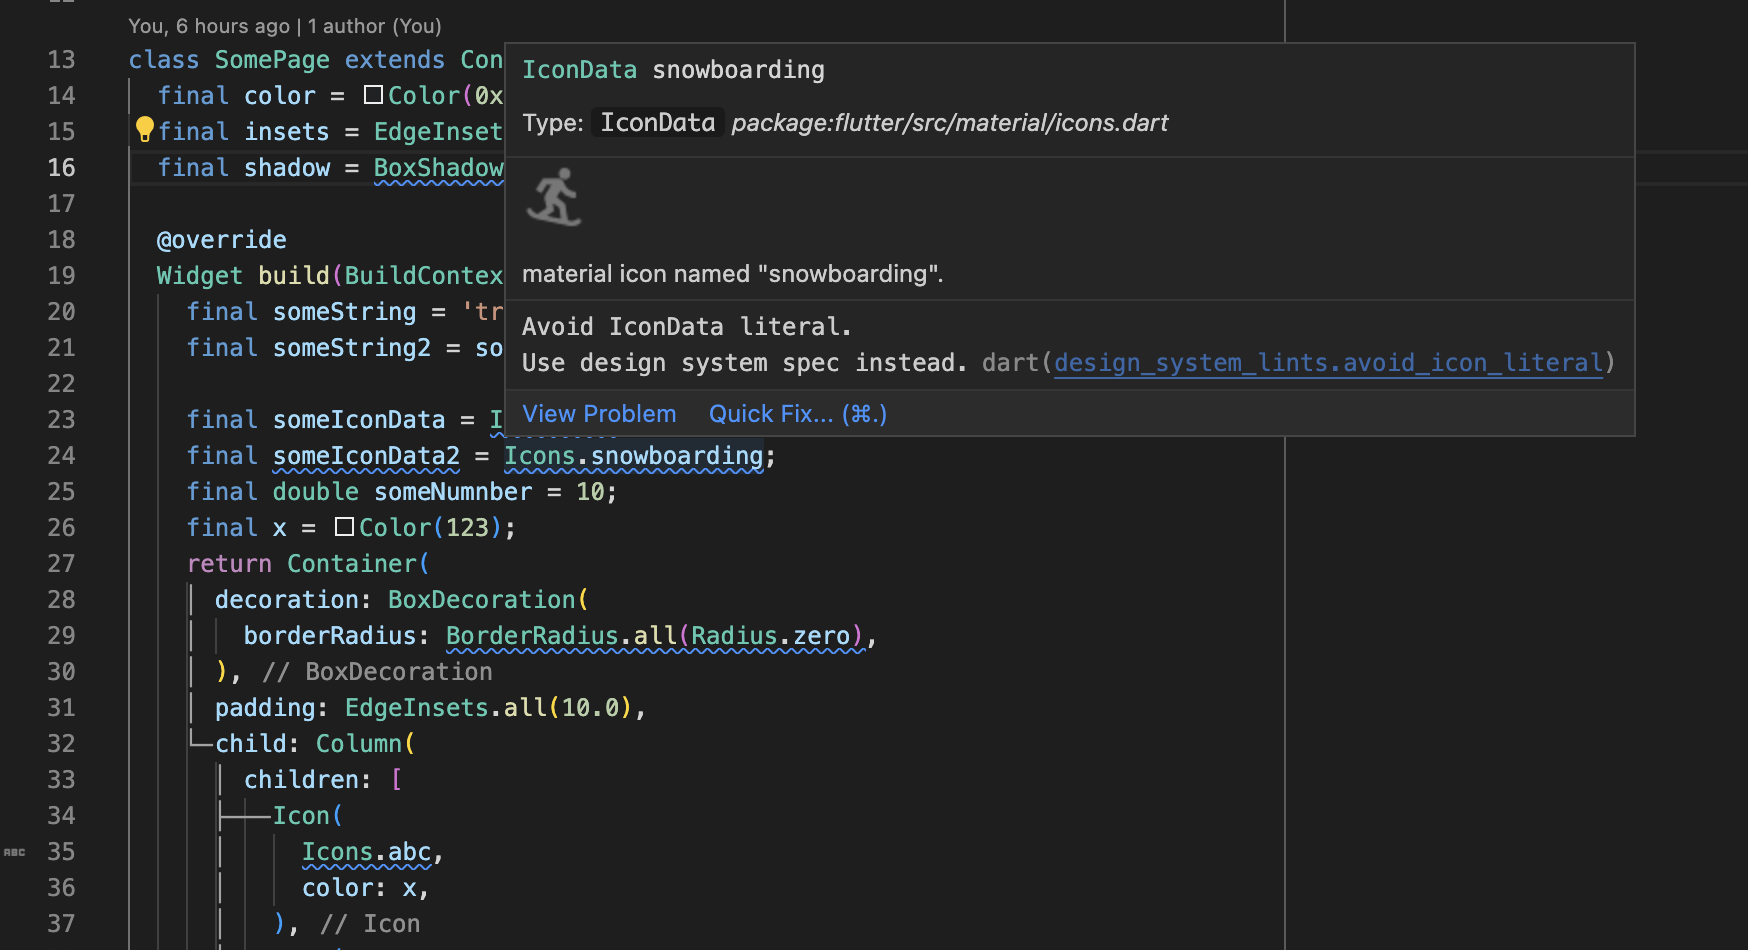 You, 6 hours ago | 1 author (You)
13 class SomePage extends Con
14 final color = Color(0x
15 final insets = EdgeInset
16 final shadow = BoxShadow
17
18 @override
19 Widget build(BuildContex
20 final someString = 'tr
21 final someString2 = so
22
23 final someIconData = I
IconData snowboarding
Type: IconData package:flutter/src/material/icons.dart
material icon named "snowboarding".
Avoid IconData literal.
Use design system spec instead. dart(design_system_lints.avoid_icon_literal)
View Problem Quick Fix... (⌘.)
24 final someIconData2 = Icons.snowboarding;
25 final double someNumnber = 10;
26 final x = Color(123);
27 return Container(
28 decoration: BoxDecoration(
29 borderRadius: BorderRadius.all(Radius.zero),
30 ), // BoxDecoration
31 padding: EdgeInsets.all(10.0),
32 child: Column(
33 children: [
34 Icon(
ABC 35 Icons.abc,
36 color: x,
37 ), // Icon